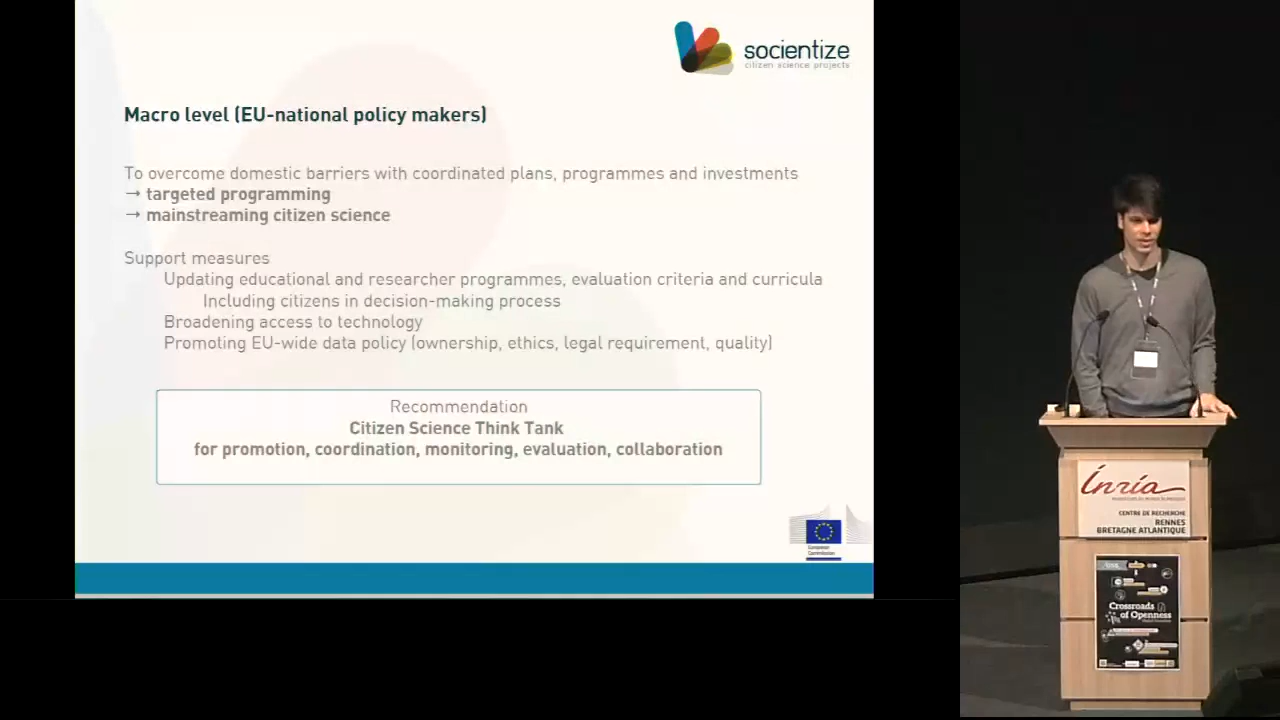 socientize
citizen science projects
Macro level (EU-national policy makers)
To overcome domestic barriers with coordinated plans, programmes and investments
→ targeted programming
→ mainstreaming citizen science
Support measures
Updating educational and researcher programmes, evaluation criteria and curricula
Including citizens in decision-making process
Broadening access to technology
Promoting EU-wide data policy (ownership, ethics, legal requirement, quality)
Recommendation
Citizen Science Think Tank
for promotion, coordination, monitoring, evaluation, collaboration
European
Commission
Inria
CENTRE DE RECHERCHE
RENNES
BRETAGNE ATLANTIQUE
Crossroads
of Openness